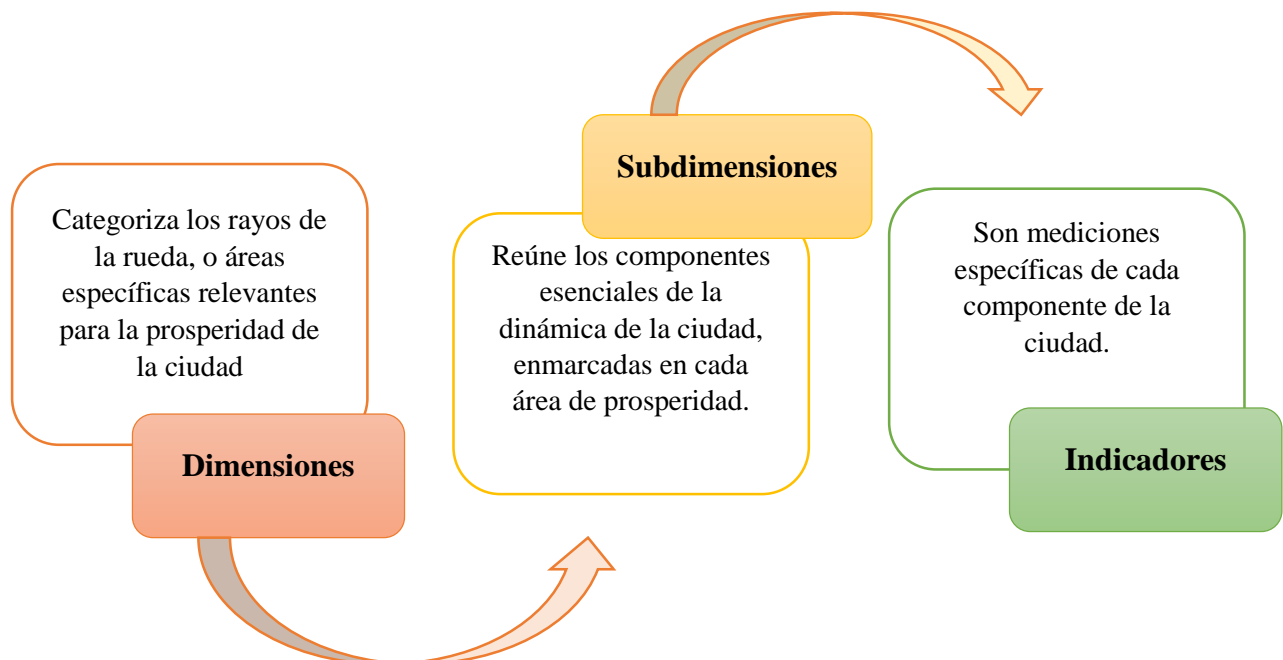 Categoriza los rayos de
la rueda, o áreas
específicas relevantes
para la prosperidad de
la ciudad
Dimensiones
Subdimensiones
Reúne los componentes
esenciales de la
dinámica de la ciudad,
enmarcadas en cada
área de prosperidad.
Son mediciones
específicas de cada
componente de la
ciudad.
Indicadores